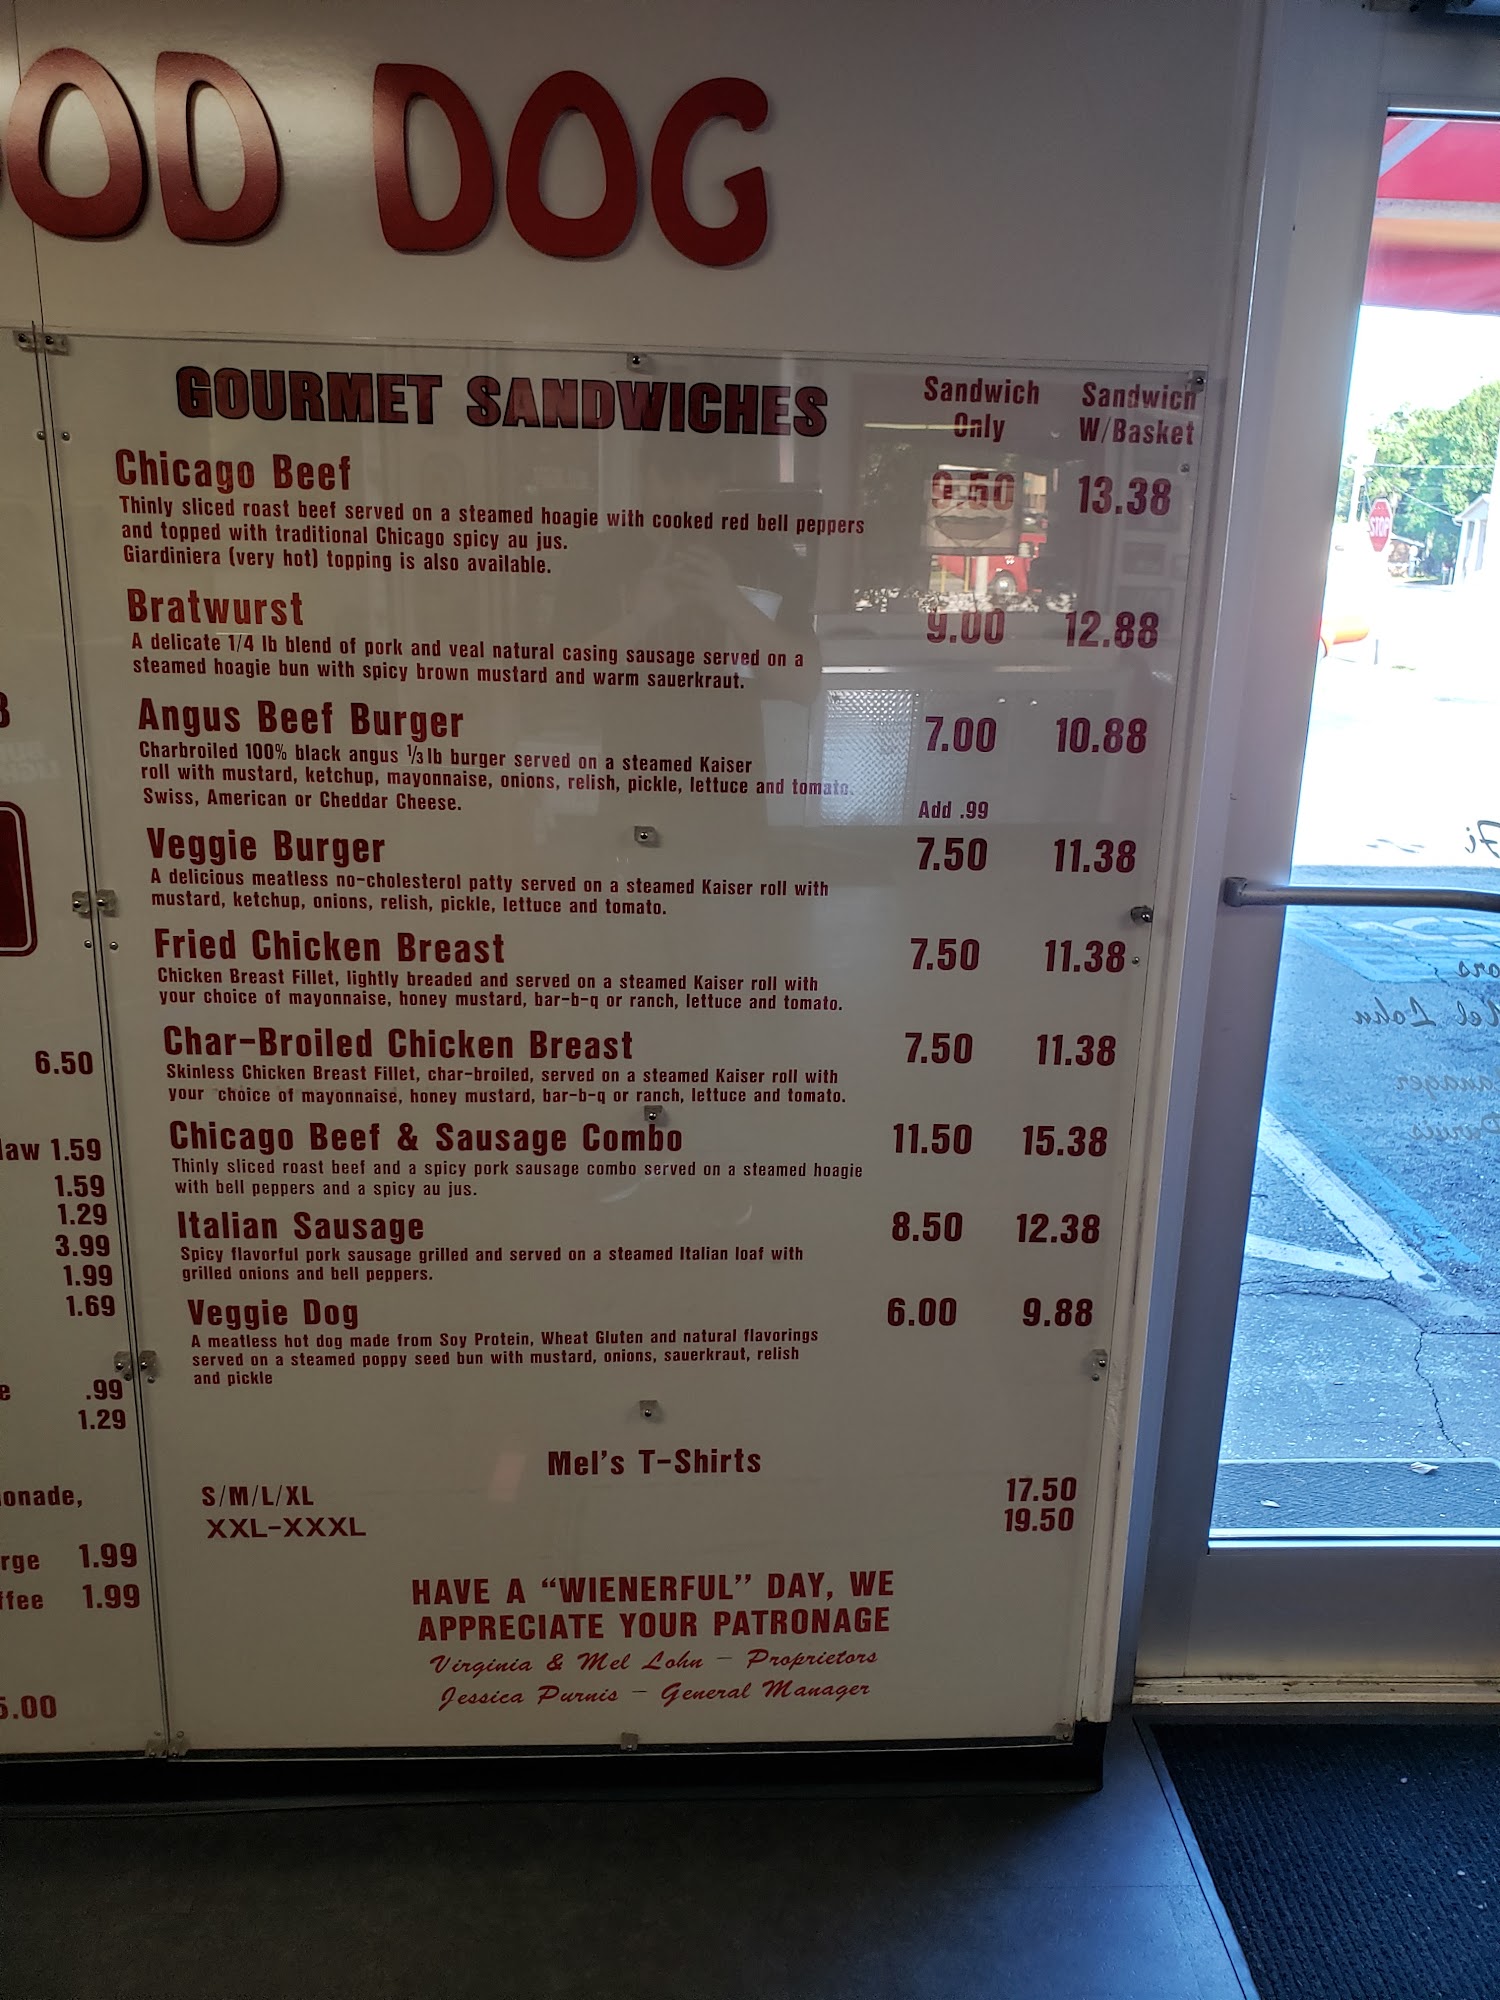 OD DOG
GOURMET SANDWICHES
Sandwich Only
Sandwich W/Basket
Chicago Beef 9.50 13.38
Thinly sliced roast beef served on a steamed hoagie with cooked red bell peppers
and topped with traditional Chicago spicy au jus.
Giardiniera (very hot) topping is also available.
Bratwurst 9.00 12.88
A delicate 1/4 lb blend of pork and veal natural casing sausage served on a
steamed hoagie bun with spicy brown mustard and warm sauerkraut.
Angus Beef Burger 7.00 10.88
Charbroiled 100% black angus 1/3 lb burger served on a steamed Kaiser
roll with mustard, ketchup, mayonnaise, onions, relish, pickle, lettuce and tomato.
Swiss, American or Cheddar Cheese. Add .99
Veggie Burger 7.50 11.38
A delicious meatless no-cholesterol patty served on a steamed Kaiser roll with
mustard, ketchup, onions, relish, pickle, lettuce and tomato.
Fried Chicken Breast 7.50 11.38
Chicken Breast Fillet, lightly breaded and served on a steamed Kaiser roll with
your choice of mayonnaise, honey mustard, bar-b-q or ranch, lettuce and tomato.
Char-Broiled Chicken Breast 7.50 11.38
Skinless Chicken Breast Fillet, char-broiled, served on a steamed Kaiser roll with
your choice of mayonnaise, honey mustard, bar-b-q or ranch, lettuce and tomato.
Chicago Beef & Sausage Combo 11.50 15.38
Thinly sliced roast beef and a spicy pork sausage combo served on a steamed hoagie
with bell peppers and a spicy au jus.
Italian Sausage 8.50 12.38
Spicy flavorful pork sausage grilled and served on a steamed Italian loaf with
grilled onions and bell peppers.
Veggie Dog 6.00 9.88
A meatless hot dog made from Soy Protein, Wheat Gluten and natural flavorings
served on a steamed poppy seed bun with mustard, onions, sauerkraut, relish
and pickle
Mel's T-Shirts
S/M/L/XL 17.50
XXL-XXXL 19.50
HAVE A “WIENERFUL” DAY, WE
APPRECIATE YOUR PATRONAGE
Virginia & Mel Lohn – Proprietors
Jessica Purnis – General Manager
6.50
law 1.59
1.59
1.29
3.99
1.99
1.69
e .99
1.29
onade,
rge 1.99
ffee 1.99
5.00
STOP
Mel Lohn